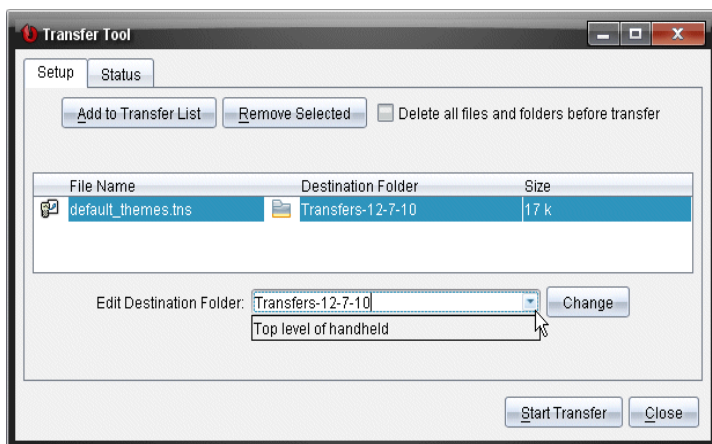 Transfer Tool
Setup Status
Add to Transfer List Remove Selected Delete all files and folders before transfer
File Name Destination Folder Size
default_themes.tns Transfers-12-7-10 17 k
Edit Destination Folder: Transfers-12-7-10 Change
Top level of handheld
Start Transfer Close